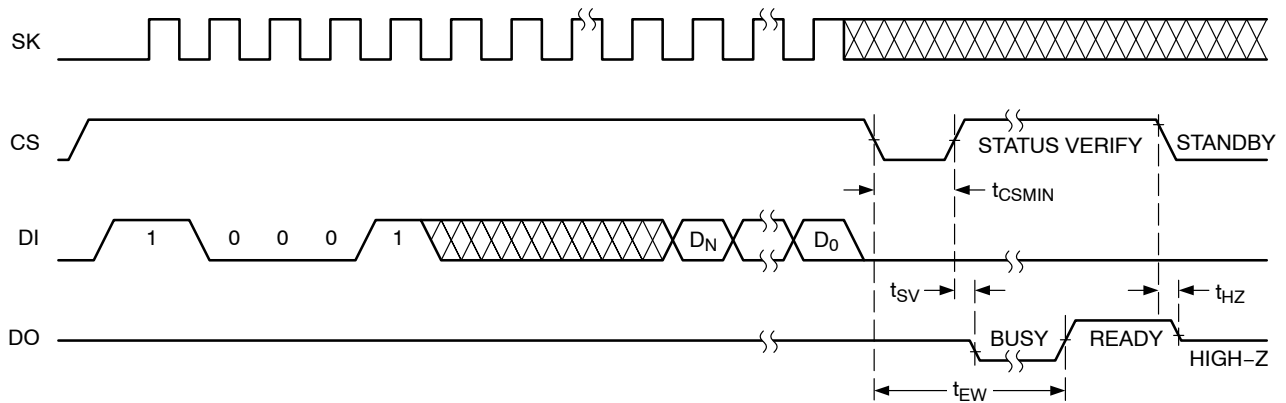 SK
CS
STATUS VERIFY
STANDBY
tCSMIN
DI
1
0
0
0
1
DN
D0
tSV
tHZ
DO
BUSY
READY
HIGH–Z
tEW